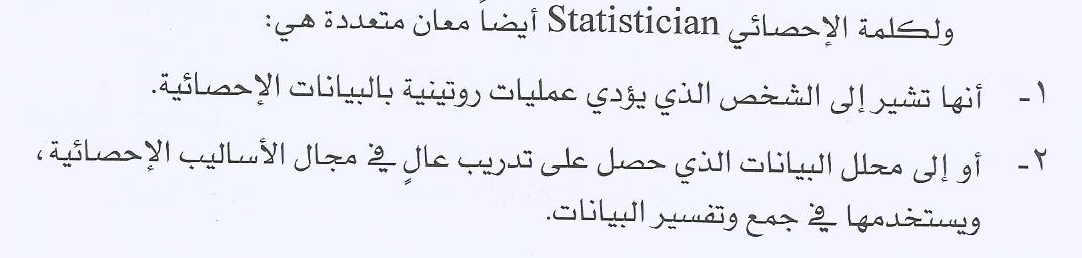 ولكلمة الإحصائي Statistician أيضاً معان متعددة هي:
١- أنها تشير إلى الشخص الذي يؤدي عمليات روتينية بالبيانات الإحصائية.
٢- أو إلى محلل البيانات الذي حصل على تدريب عالٍ في مجال الأساليب الإحصائية،
ويستخدمها في جمع وتفسير البيانات.